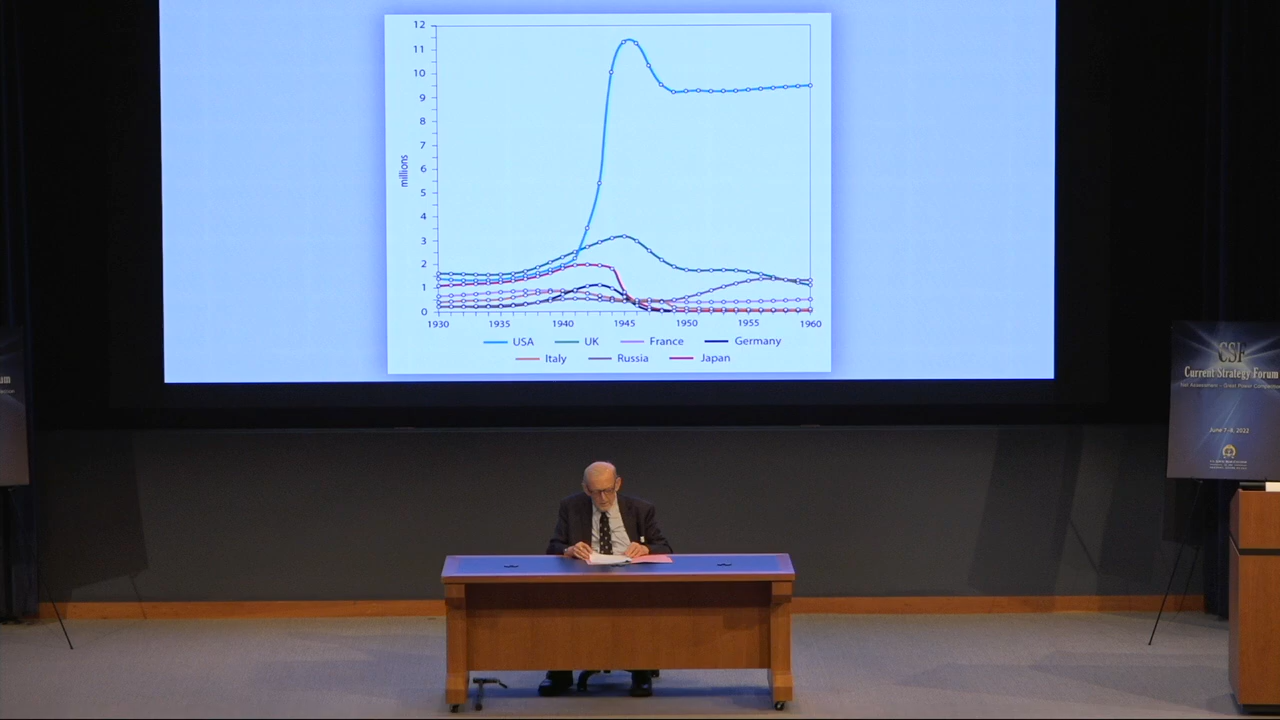 12
11
10
9
8
7
6
5
4
3
2
1
0
millions
1930
1935
1940
1945
1950
1955
1960
USA
UK
France
Germany
Italy
Russia
Japan
um
CSF
Current Strategy Forum
June 7-8, 2022